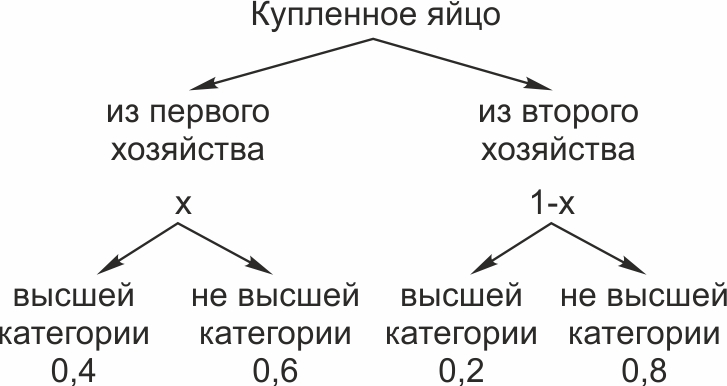 Купленное яйцо
из первого
хозяйства
из второго
хозяйства
x
1-x
высшей
категории
0,4
не высшей
категории
0,6
высшей
категории
0,2
не высшей
категории
0,8